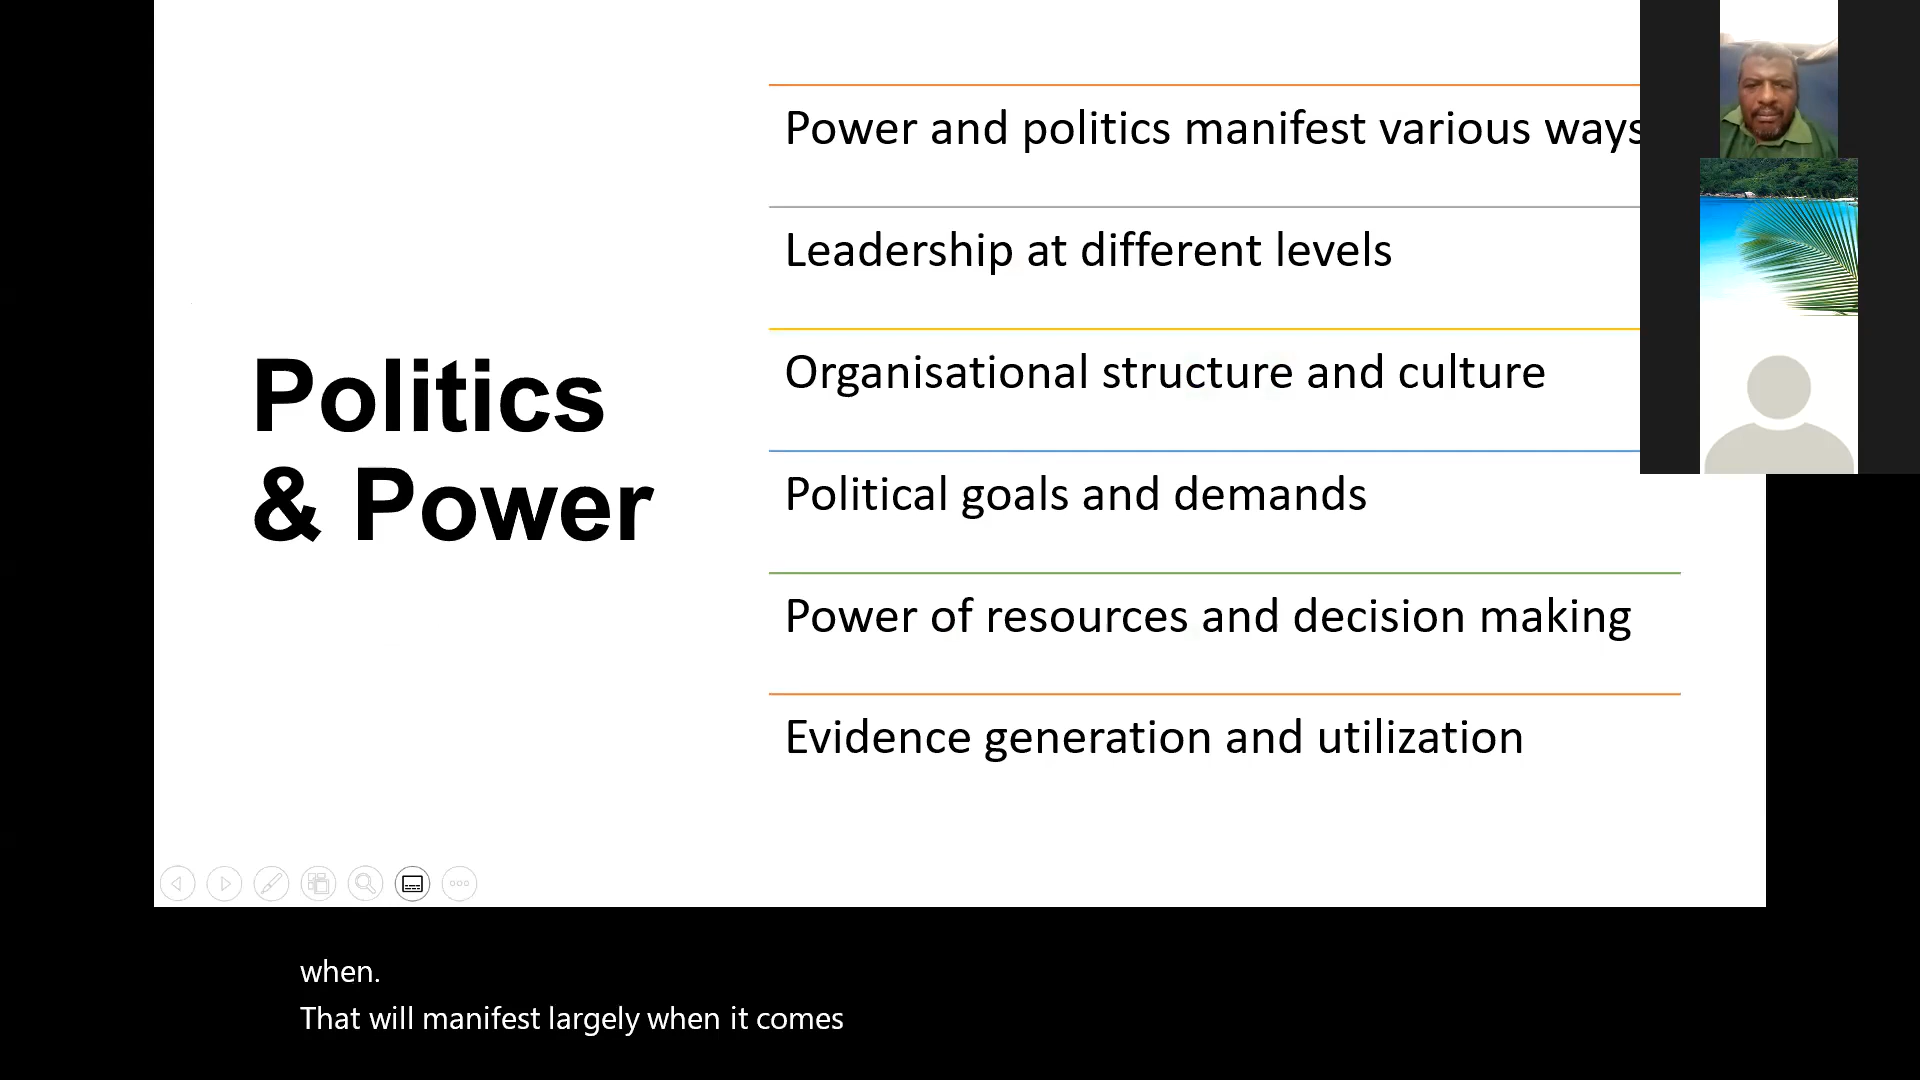 Politics
& Power
Power and politics manifest various ways
Leadership at different levels
Organisational structure and culture
Political goals and demands
Power of resources and decision making
Evidence generation and utilization
when.
That will manifest largely when it comes